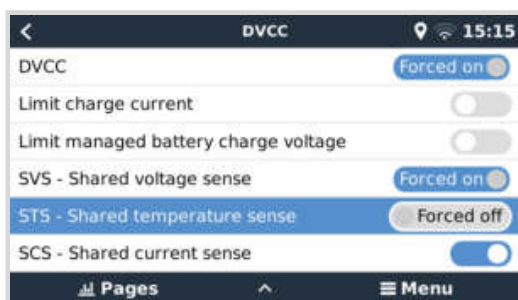 DVCC 15:15
DVCC Forced on
Limit charge current
Limit managed battery charge voltage
SVS - Shared voltage sense Forced on
STS - Shared temperature sense Forced off
SCS - Shared current sense
Pages Menu